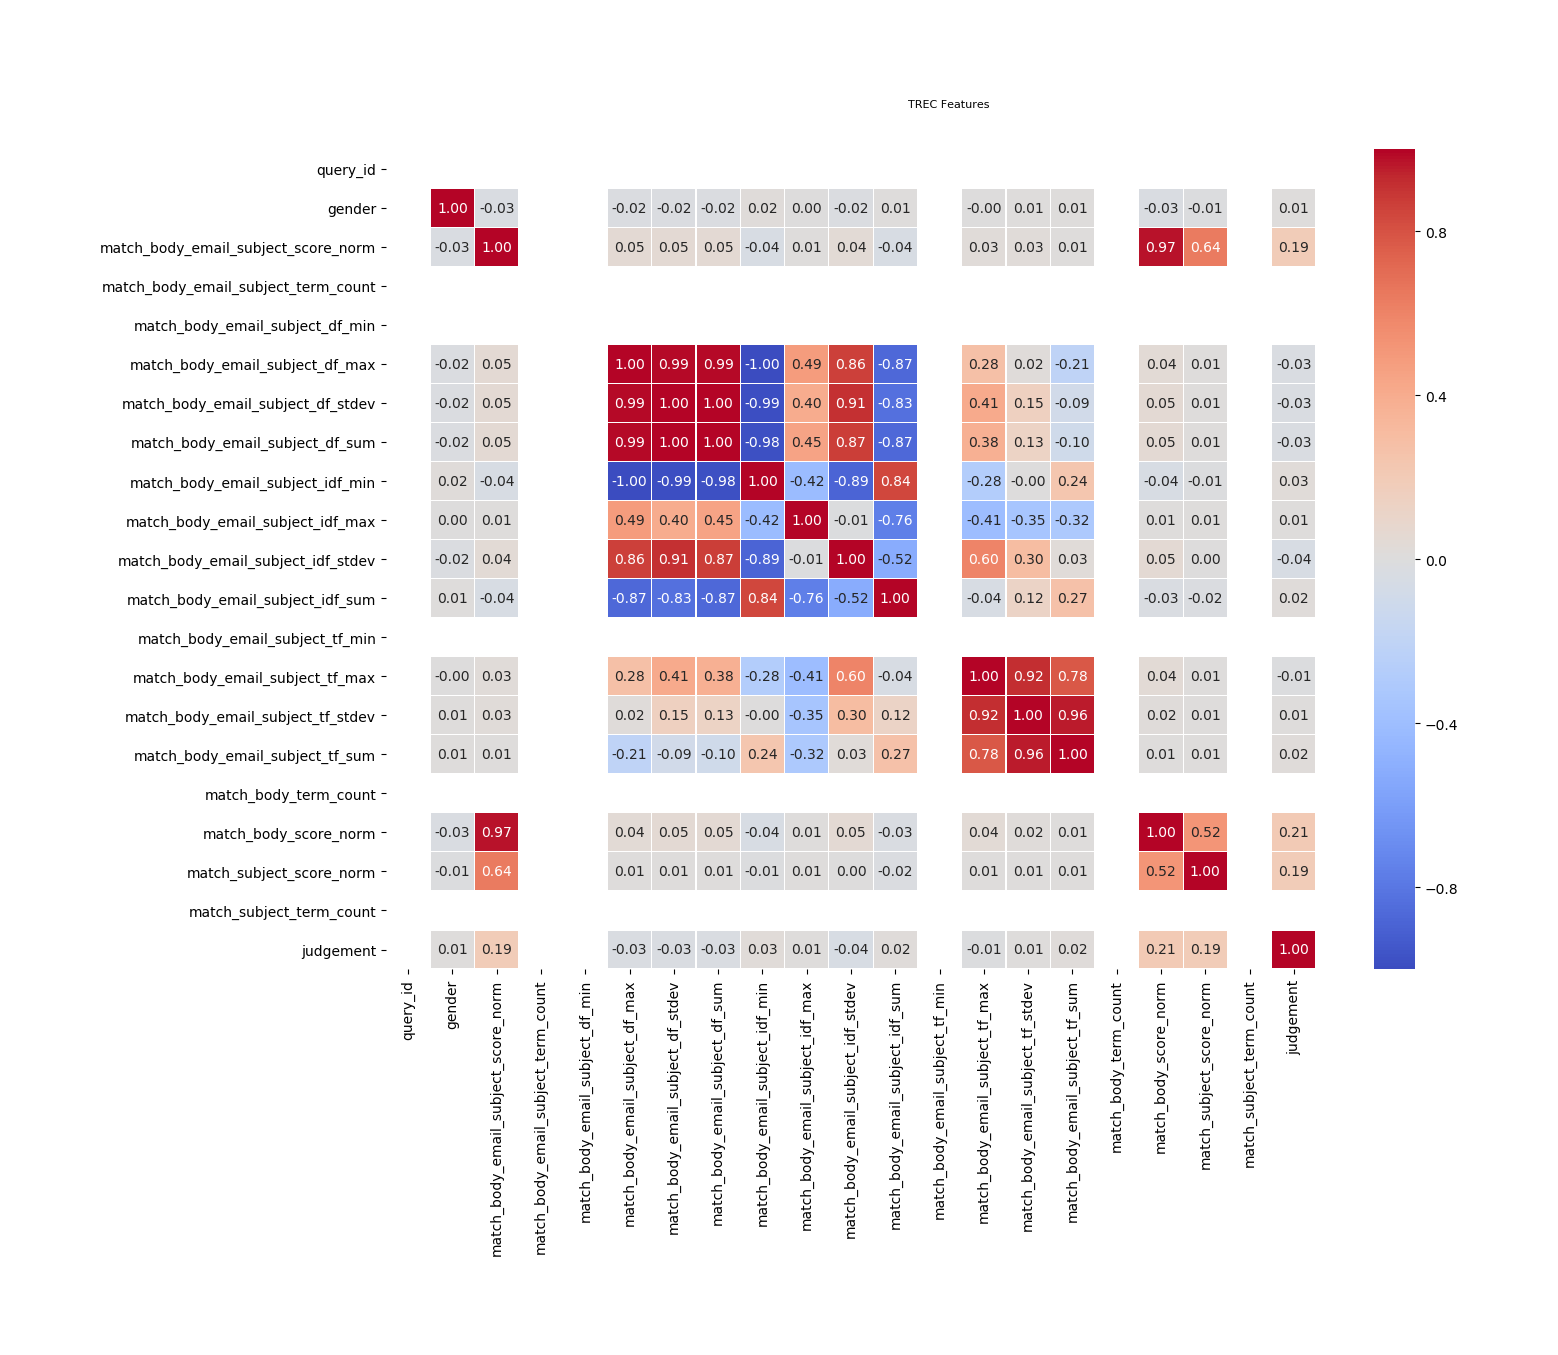 TREC Features
query_id
gender 1.00 -0.03 -0.02 -0.02 -0.02 0.02 0.00 -0.02 0.01 -0.00 0.01 0.01 -0.03 -0.01 0.01
0.8
match_body_email_subject_score_norm -0.03 1.00 0.05 0.05 0.05 -0.04 0.01 0.04 -0.04 0.03 0.03 0.01 0.97 0.64 0.19
match_body_email_subject_term_count
match_body_email_subject_df_min
match_body_email_subject_df_max -0.02 0.05 1.00 0.99 0.99 -1.00 0.49 0.86 -0.87 0.28 0.02 -0.21 0.04 0.01 -0.03
0.4
match_body_email_subject_df_stdev -0.02 0.05 0.99 1.00 1.00 -0.99 0.40 0.91 -0.83 0.41 0.15 -0.09 0.05 0.01 -0.03
match_body_email_subject_df_sum -0.02 0.05 0.99 1.00 1.00 -0.98 0.45 0.87 -0.87 0.38 0.13 -0.10 0.05 0.01 -0.03
match_body_email_subject_idf_min 0.02 -0.04 -1.00 -0.99 -0.98 1.00 -0.42 -0.89 0.84 -0.28 -0.00 0.24 -0.04 -0.01 0.03
match_body_email_subject_idf_max 0.00 0.01 0.49 0.40 0.45 -0.42 1.00 -0.01 -0.76 -0.41 -0.35 -0.32 0.01 0.01 0.01
match_body_email_subject_idf_stdev -0.02 0.04 0.86 0.91 0.87 -0.89 -0.01 1.00 -0.52 0.60 0.30 0.03 0.05 0.00 -0.04
0.0
match_body_email_subject_idf_sum 0.01 -0.04 -0.87 -0.83 -0.87 0.84 -0.76 -0.52 1.00 -0.04 0.12 0.27 -0.03 -0.02 0.02
match_body_email_subject_tf_min
match_body_email_subject_tf_max -0.00 0.03 0.28 0.41 0.38 -0.28 -0.41 0.60 -0.04 1.00 0.92 0.78 0.04 0.01 -0.01
match_body_email_subject_tf_stdev 0.01 0.03 0.02 0.15 0.13 -0.00 -0.35 0.30 0.12 0.92 1.00 0.96 0.02 0.01 0.01
−0.4
match_body_email_subject_tf_sum 0.01 0.01 -0.21 -0.09 -0.10 0.24 -0.32 0.03 0.27 0.78 0.96 1.00 0.01 0.01 0.02
match_body_term_count
match_body_score_norm -0.03 0.97 0.04 0.05 0.05 -0.04 0.01 0.05 -0.03 0.04 0.02 0.01 1.00 0.52 0.21
match_subject_score_norm -0.01 0.64 0.01 0.01 0.01 -0.01 0.01 0.00 -0.02 0.01 0.01 0.01 0.52 1.00 0.19
−0.8
match_subject_term_count
judgement 0.01 0.19 -0.03 -0.03 -0.03 0.03 0.01 -0.04 0.02 -0.01 0.01 0.02 0.21 0.19 1.00
query_id
gender
match_body_email_subject_score_norm
match_body_email_subject_term_count
match_body_email_subject_df_min
match_body_email_subject_df_max
match_body_email_subject_df_stdev
match_body_email_subject_df_sum
match_body_email_subject_idf_min
match_body_email_subject_idf_max
match_body_email_subject_idf_stdev
match_body_email_subject_idf_sum
match_body_email_subject_tf_min
match_body_email_subject_tf_max
match_body_email_subject_tf_stdev
match_body_email_subject_tf_sum
match_body_term_count
match_body_score_norm
match_subject_score_norm
match_subject_term_count
judgement